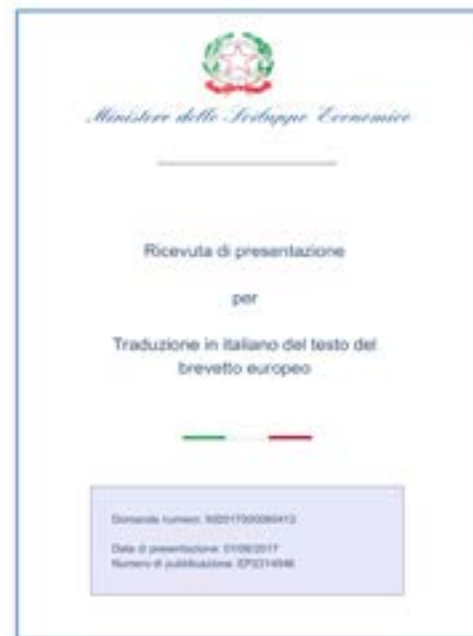 Ministero dello Sviluppo Economico
Ricevuta di presentazione
per
Traduzione in italiano del testo del
brevetto europeo
Domanda numero:
Data di presentazione:
Numero di pubblicazione: